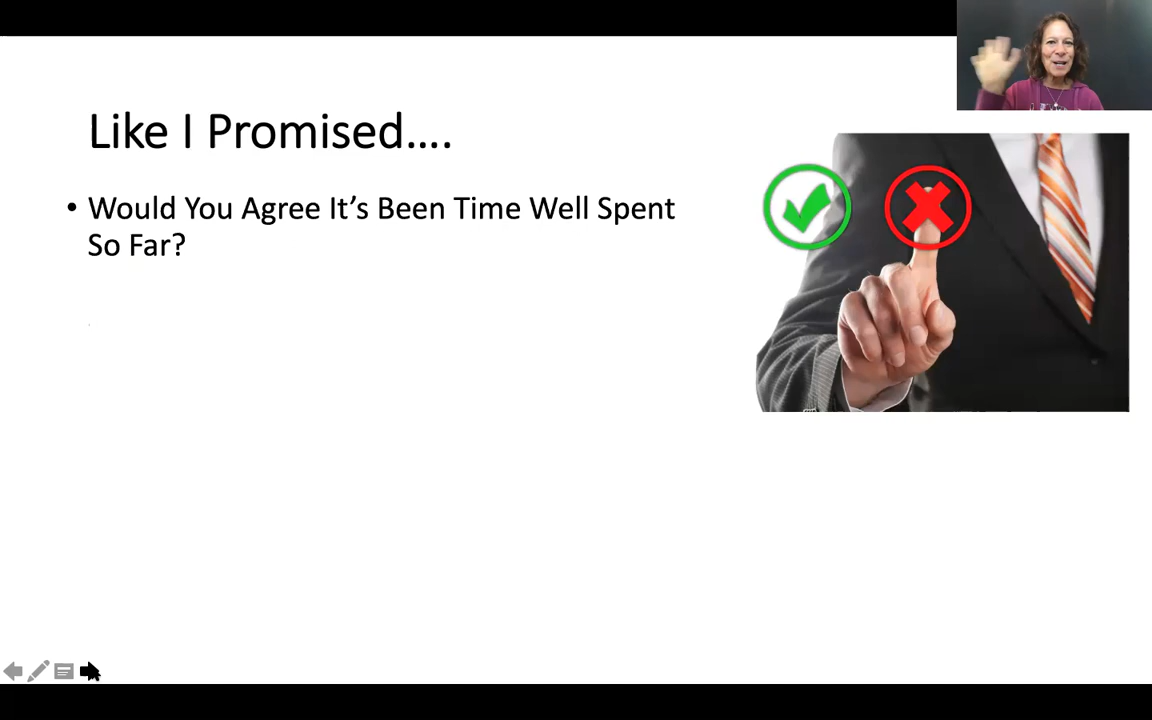 Like I Promised....
• Would You Agree It’s Been Time Well Spent
So Far?